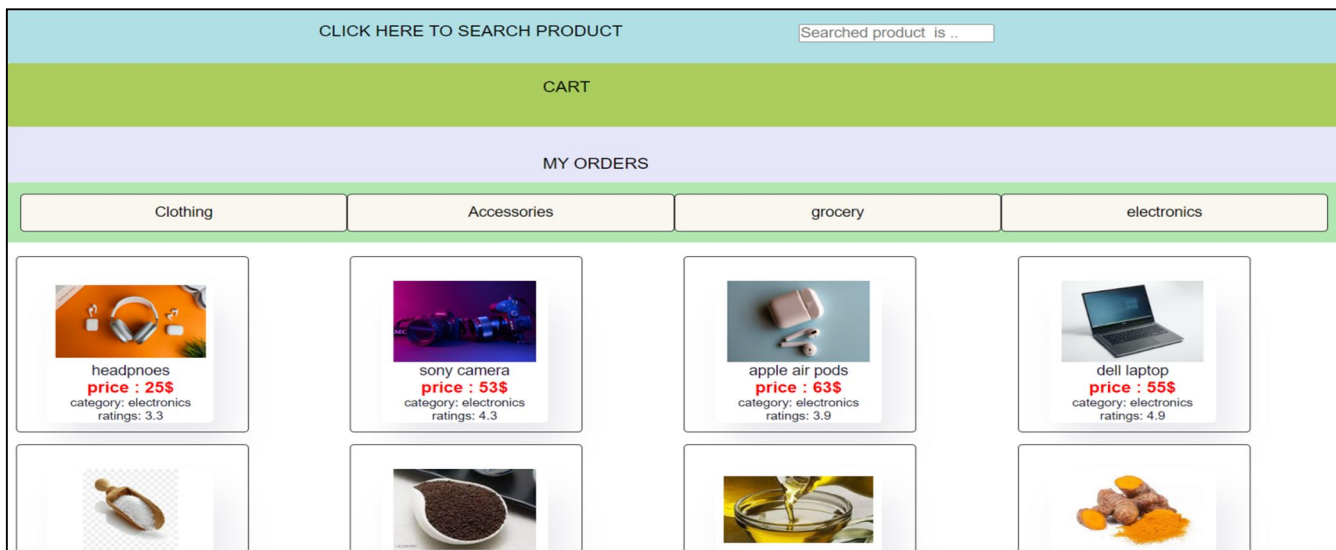 CLICK HERE TO SEARCH PRODUCT Searched product is ..
CART
MY ORDERS
Clothing Accessories grocery electronics
headpnoes
price : 25$
category: electronics
ratings: 3.3
sony camera
price : 53$
category: electronics
ratings: 4.3
apple air pods
price : 63$
category: electronics
ratings: 3.9
dell laptop
price : 55$
category: electronics
ratings: 4.9